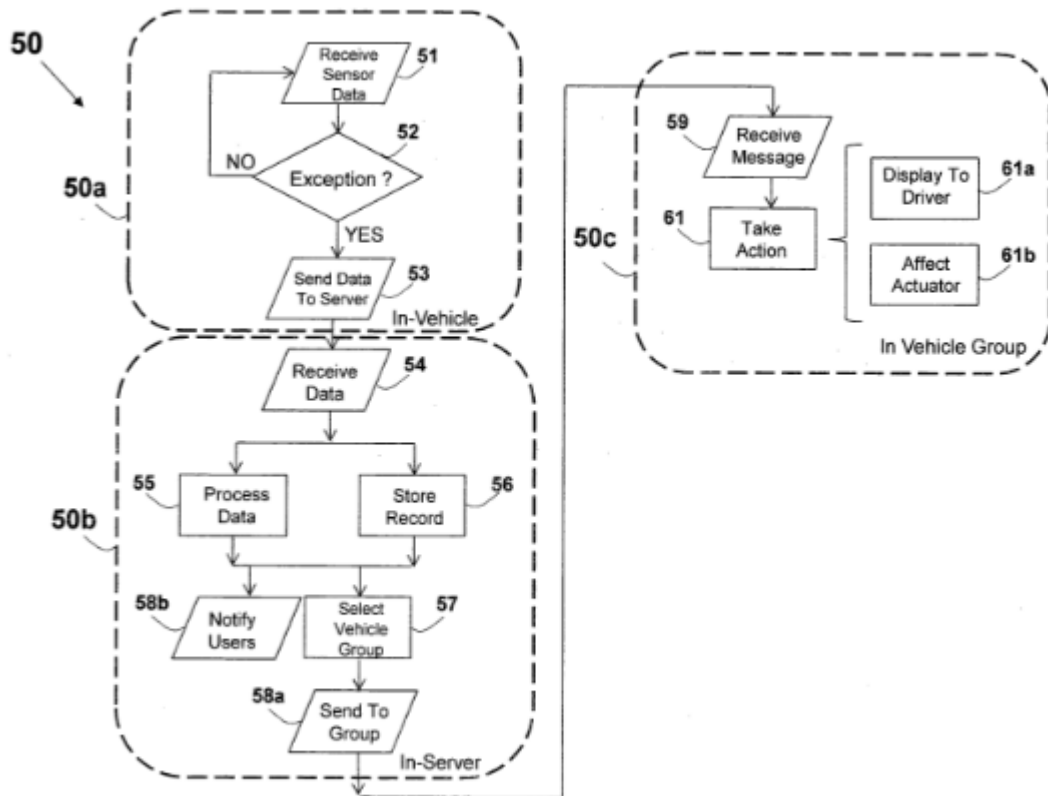 50
50a
Receive
Sensor
Data
51
52
NO
Exception ?
YES
Send Data
To Server
53
In-Vehicle
50b
Receive
Data
54
55
Process
Data
Store
Record
56
58b
Notify
Users
Select
Vehicle
Group
57
58a
Send To
Group
In-Server
50c
59
Receive
Message
61
Take
Action
Display To
Driver
61a
Affect
Actuator
61b
In Vehicle Group